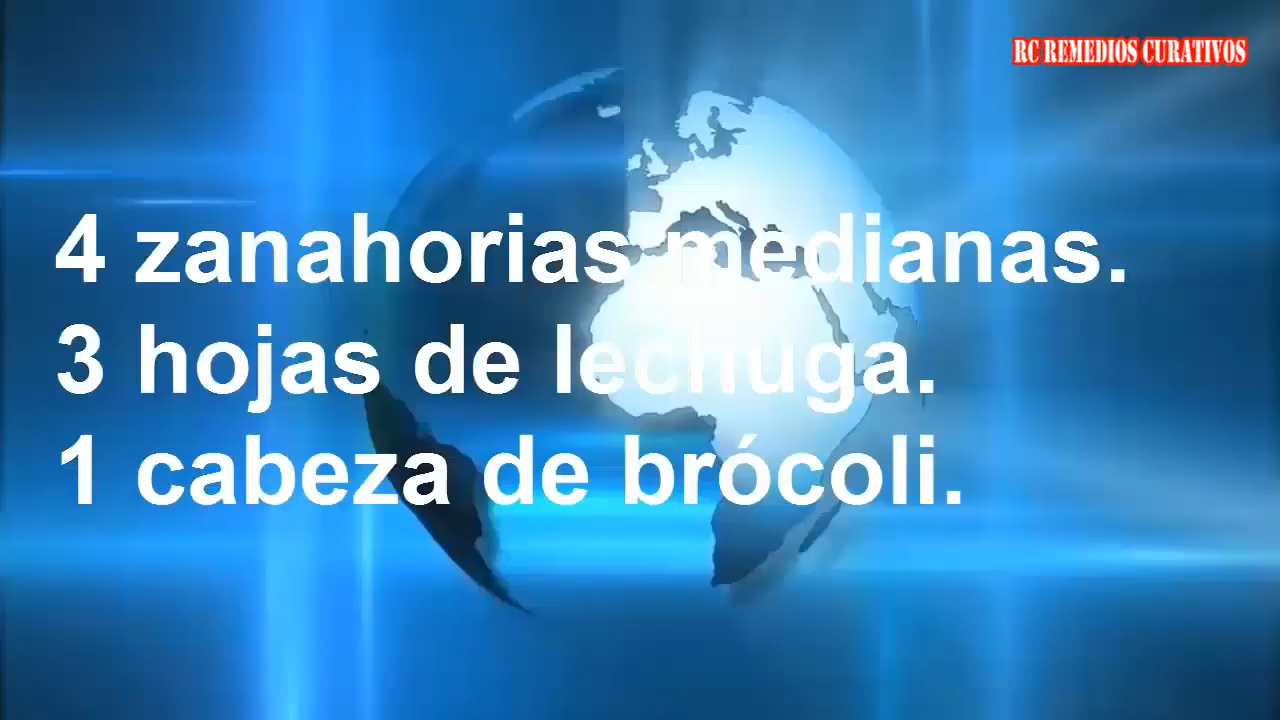 RC REMEDIOS CURATIVOS
4 zanahorias medianas.
3 hojas de lechuga.
1 cabeza de brócoli.